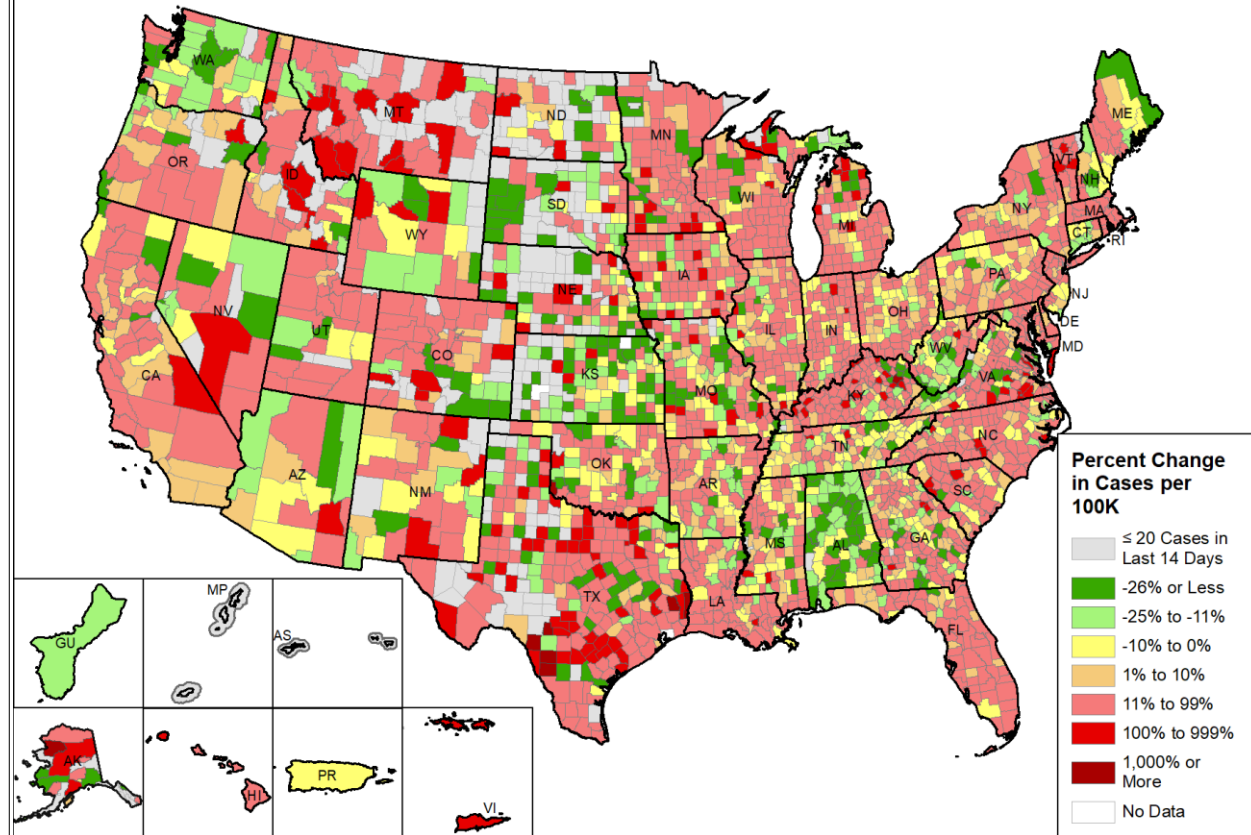 WA
MT
ND
MN
ME
OR
ID
SD
WI
VT
NH
NY
MA
WY
MI
CT
RI
IA
PA
NE
NV
NJ
UT
IL
IN
OH
DE
CO
MD
CA
WV
KS
MO
VA
KY
NC
TN
AZ
OK
NM
AR
SC
MS
AL
GA
TX
LA
FL
MP
AS
GU
AK
HI
PR
VI
Percent Change
in Cases per
100K
≤ 20 Cases in
Last 14 Days
-26% or Less
-25% to -11%
-10% to 0%
1% to 10%
11% to 99%
100% to 999%
1,000% or
More
No Data